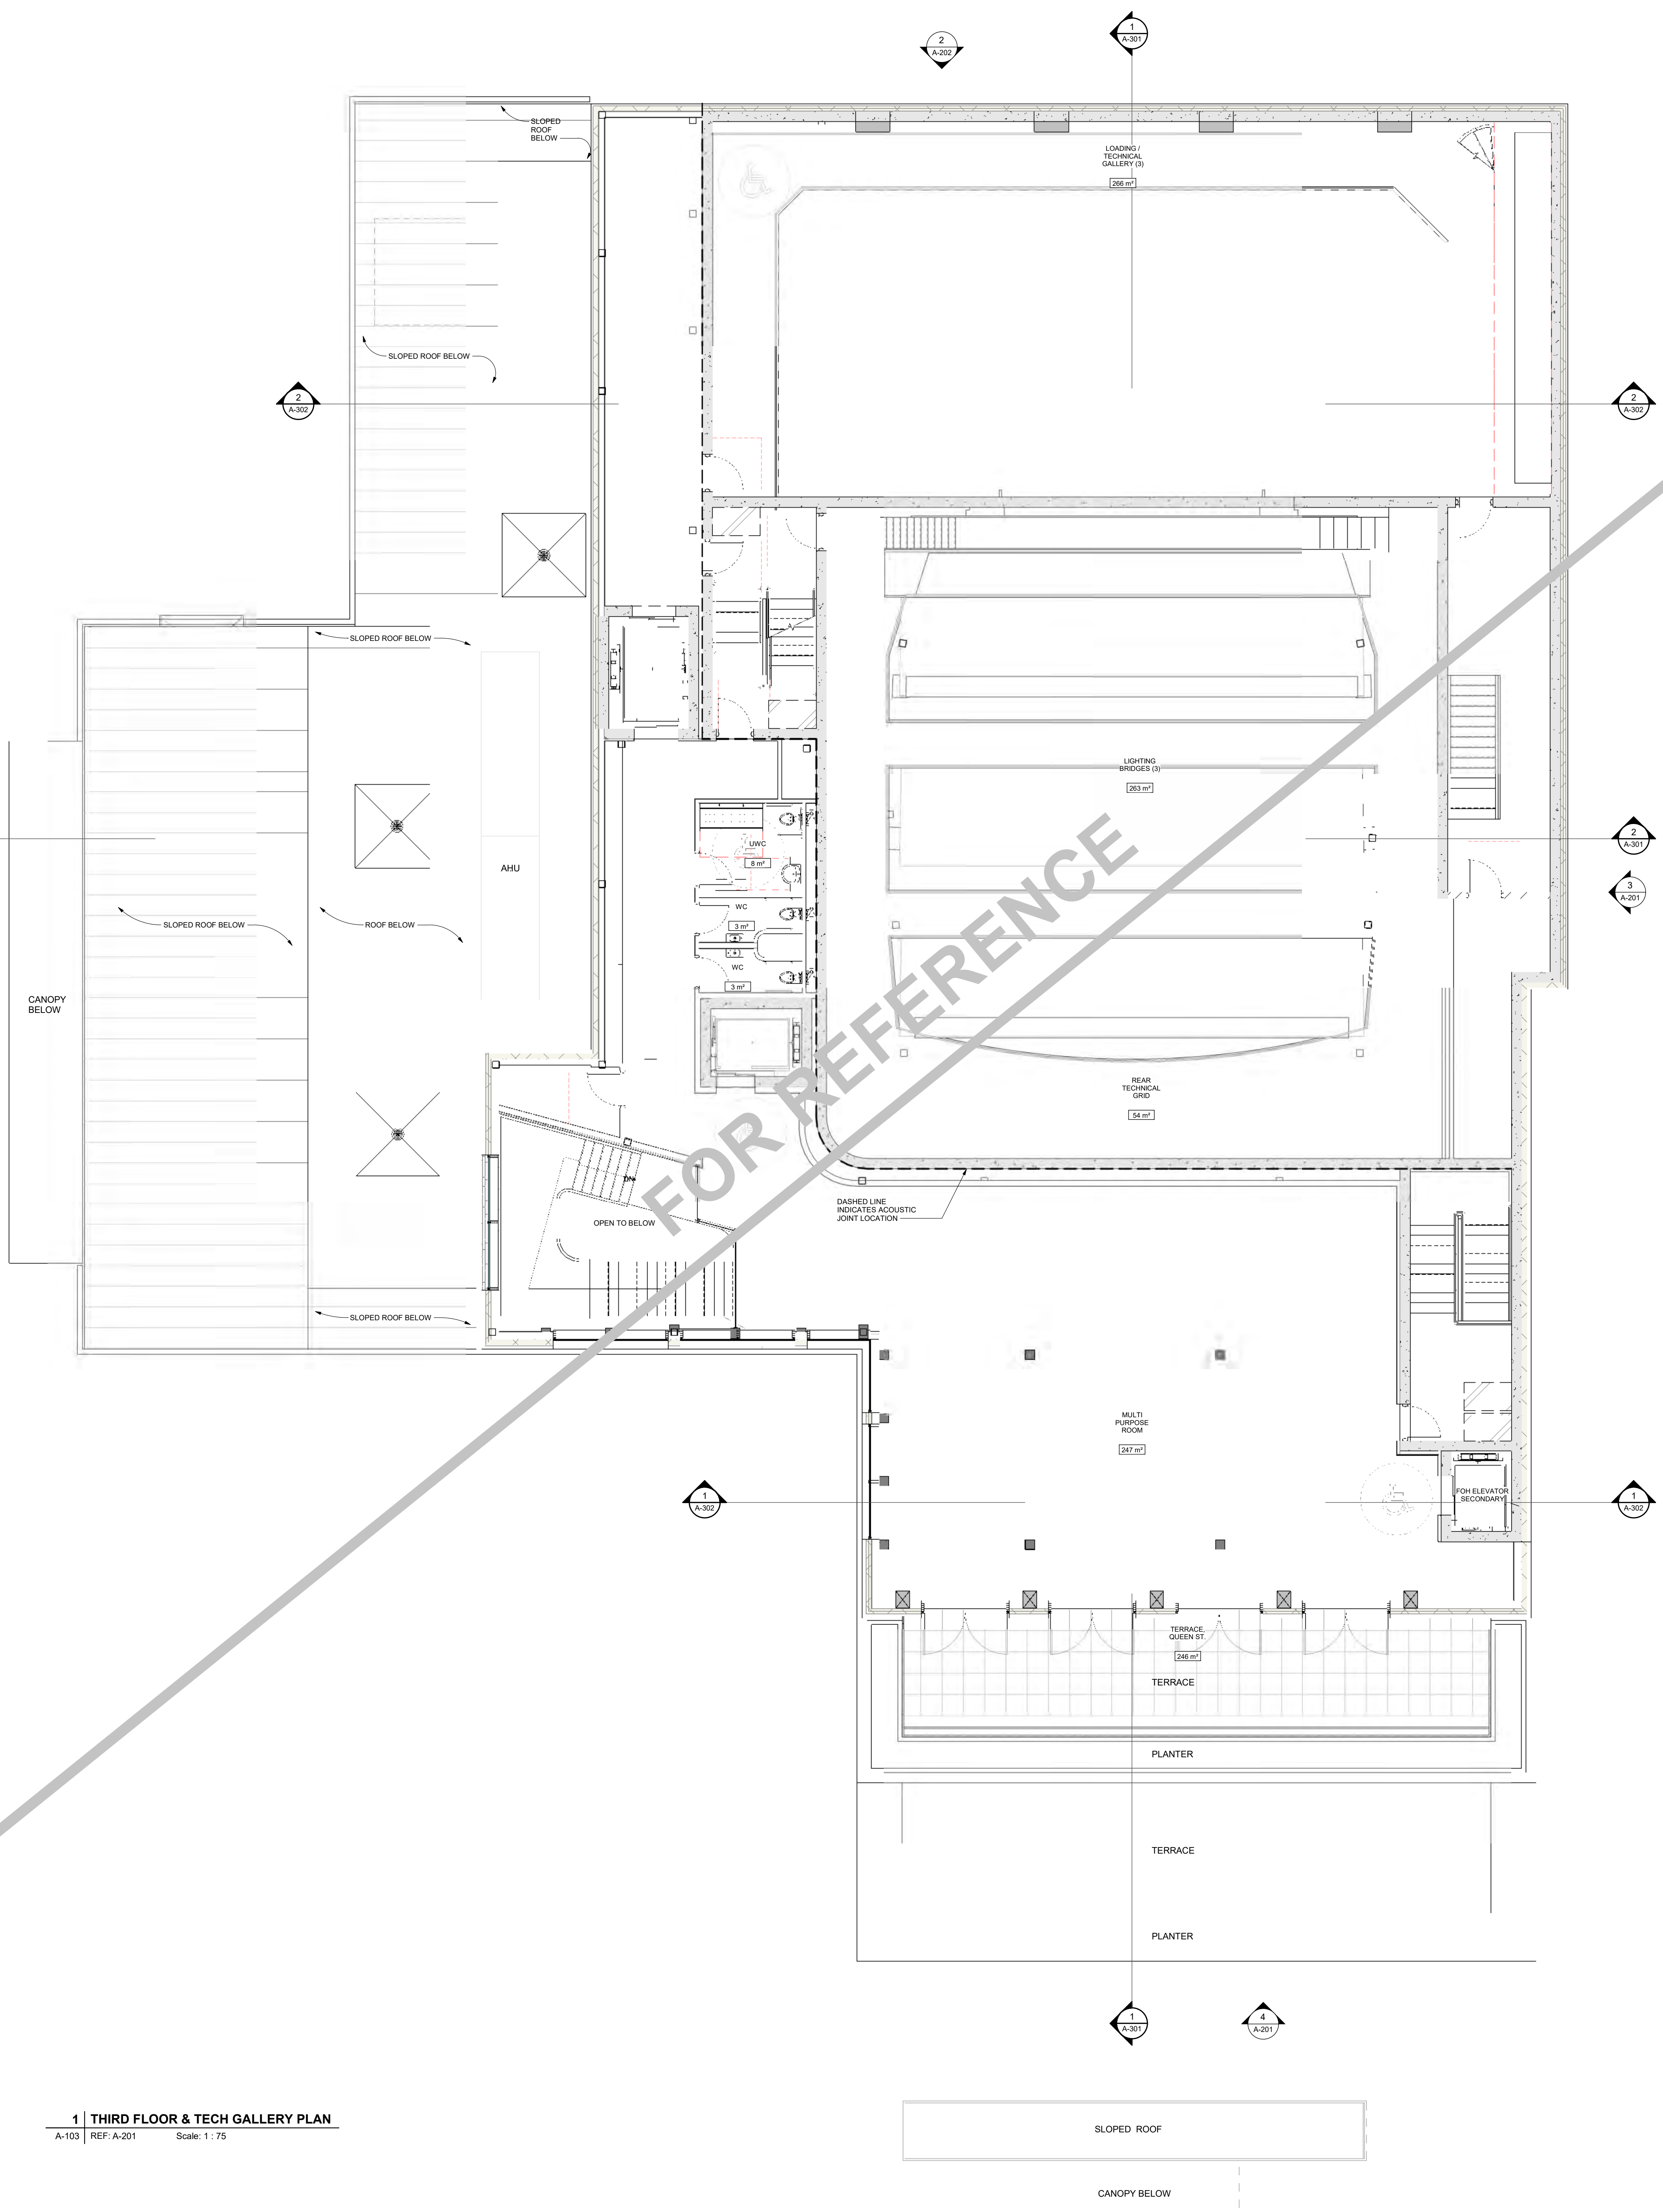 1
A-301
2
A-202
SLOPED
ROOF
BELOW
LOADING /
TECHNICAL
GALLERY (3)
266 m²
SLOPED ROOF BELOW
2
A-302
2
A-302
SLOPED ROOF BELOW
LIGHTING
BRIDGES (3)
263 m²
UWC
8 m²
AHU
2
A-301
3
A-201
WC
3 m²
SLOPED ROOF BELOW
ROOF BELOW
WC
3 m²
CANOPY
BELOW
REAR
TECHNICAL
GRID
54 m²
FOR REFERENCE
DN
DASHED LINE
INDICATES ACOUSTIC
JOINT LOCATION
OPEN TO BELOW
SLOPED ROOF BELOW
MULTI
PURPOSE
ROOM
247 m²
1
A-302
FOH ELEVATOR
SECONDARY
1
A-302
TERRACE,
QUEEN ST.
246 m²
TERRACE
PLANTER
TERRACE
PLANTER
1
A-301
4
A-201
1 THIRD FLOOR & TECH GALLERY PLAN
A-103 REF: A-201 Scale: 1 : 75
SLOPED ROOF
CANOPY BELOW